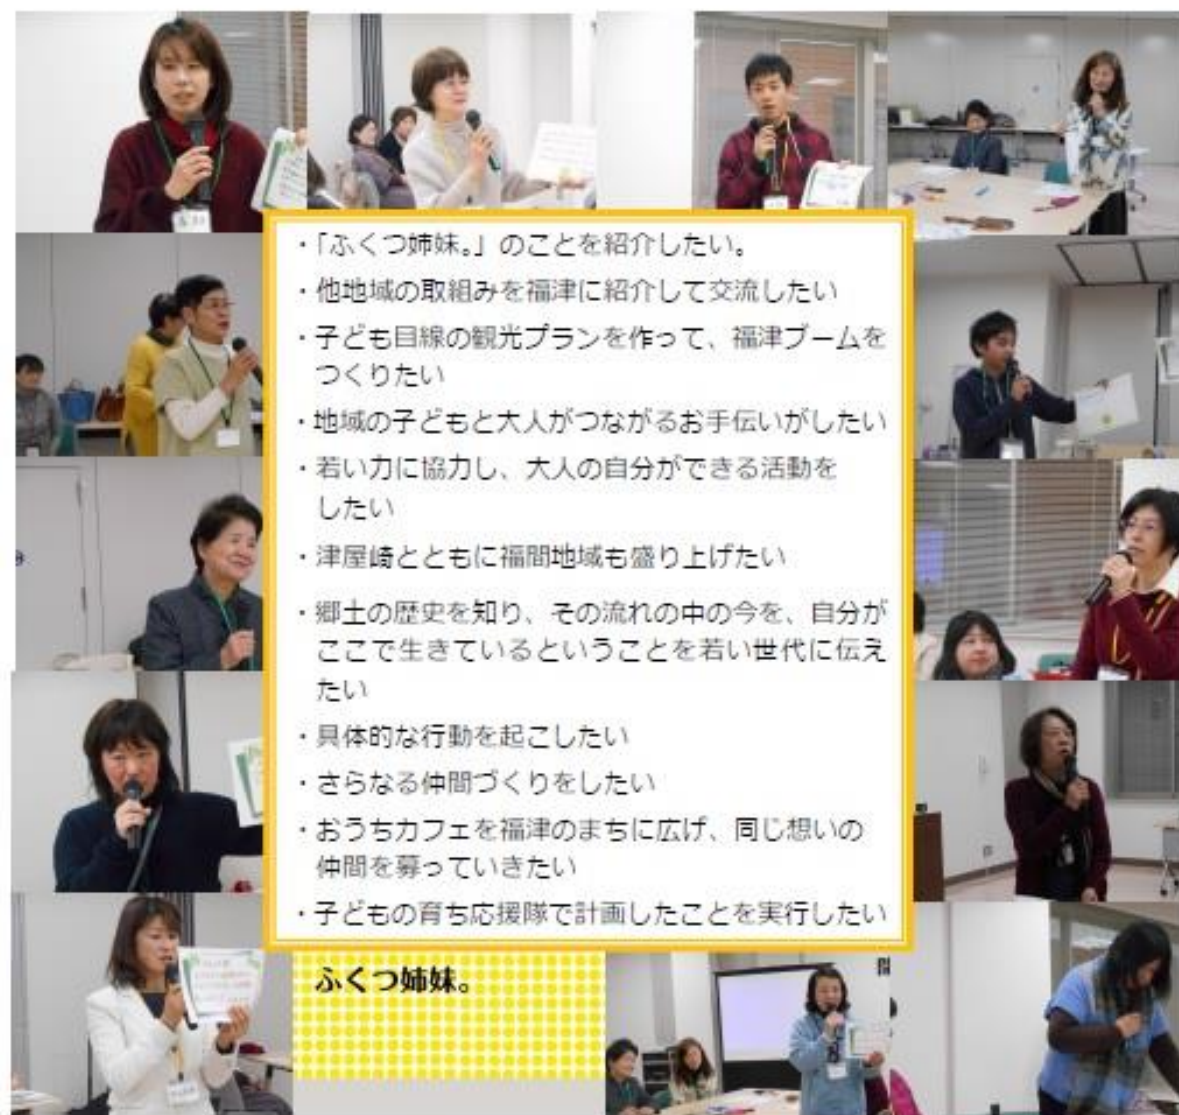 ・「ふくつ姉妹。」のことを紹介したい。
・他地域の取組みを福津に紹介して交流したい
・子ども目線の観光プランを作って、福津ブームを
つくりたい
・地域の子どもと大人がつながるお手伝いがしたい
・若い力に協力し、大人の自分ができる活動を
したい
・津屋崎とともに福間地域も盛り上げたい
・郷土の歴史を知り、その流れの中の今を、自分が
ここで生きているということを若い世代に伝え
たい
・具体的な行動を起こしたい
・さらなる仲間づくりをしたい
・おうちカフェを福津のまちに広げ、同じ想いの
仲間を募っていきたい
・子どもの育ち応援隊で計画したことを実行したい
ふくつ姉妹。